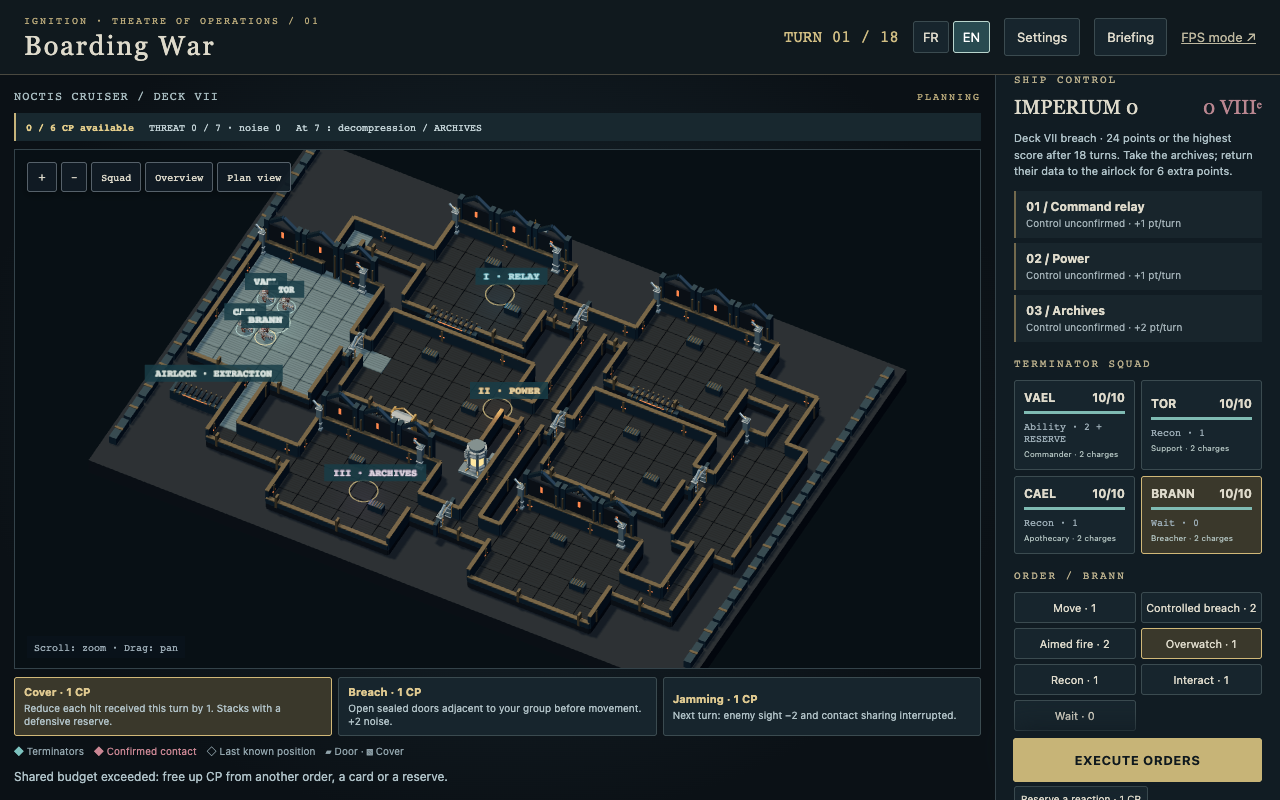 IGNITION · THEATRE OF OPERATIONS / 01
Boarding War
TURN 01 / 18
FR
EN
Settings
Briefing
FPS mode ↗
NOCTIS CRUISER / DECK VII
PLANNING
0 / 6 CP available THREAT 0 / 7 · noise 0 At 7 : decompression / ARCHIVES
+
−
Squad
Overview
Plan view
I · RELAY
TOR
BRANN
AIRLOCK · EXTRACTION
II · POWER
III · ARCHIVES
Scroll: zoom · Drag: pan
Cover · 1 CP
Reduce each hit received this turn by 1. Stacks with a
defensive reserve.
Breach · 1 CP
Open sealed doors adjacent to your group before movement.
+2 noise.
Jamming · 1 CP
Next turn: enemy sight −2 and contact sharing interrupted.
Terminators
Confirmed contact
Last known position
Door ·
Cover
Shared budget exceeded: free up CP from another order, a card or a reserve.
SHIP CONTROL
IMPERIUM 0
0 VIIIᵉ
Deck VII breach · 24 points or the highest
score after 18 turns. Take the archives; return
their data to the airlock for 6 extra points.
01 / Command relay
Control unconfirmed · +1 pt/turn
02 / Power
Control unconfirmed · +1 pt/turn
03 / Archives
Control unconfirmed · +2 pt/turn
TERMINATOR SQUAD
VAEL 10/10
Ability · 2 +
RESERVE
Commander · 2 charges
TOR 10/10
Recon · 1
Support · 2 charges
CAEL 10/10
Recon · 1
Apothecary · 2 charges
BRANN 10/10
Wait · 0
Breacher · 2 charges
ORDER / BRANN
Move · 1
Controlled breach · 2
Aimed fire · 2
Overwatch · 1
Recon · 1
Interact · 1
Wait · 0
EXECUTE ORDERS
Reserve a reaction · 1 CP